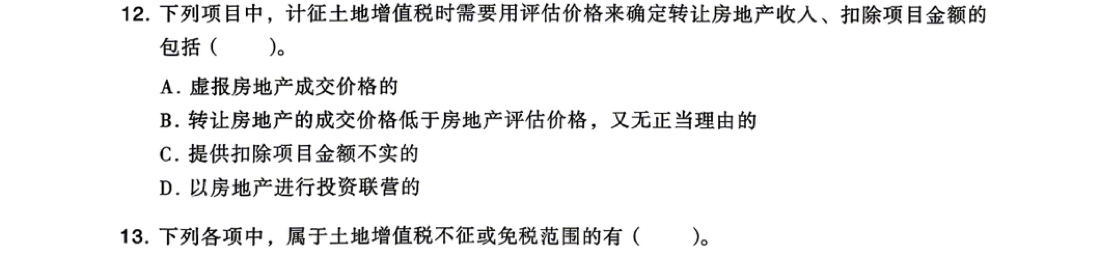 12. 下列项目中，计征土地增值税时需要用评估价格来确定转让房地产收入、扣除项目金额的
包括（　　）。
A. 虚报房地产成交价格的
B. 转让房地产的成交价格低于房地产评估价格，又无正当理由的
C. 提供扣除项目金额不实的
D. 以房地产进行投资联营的
13. 下列各项中，属于土地增值税不征或免税范围的有（　　）。